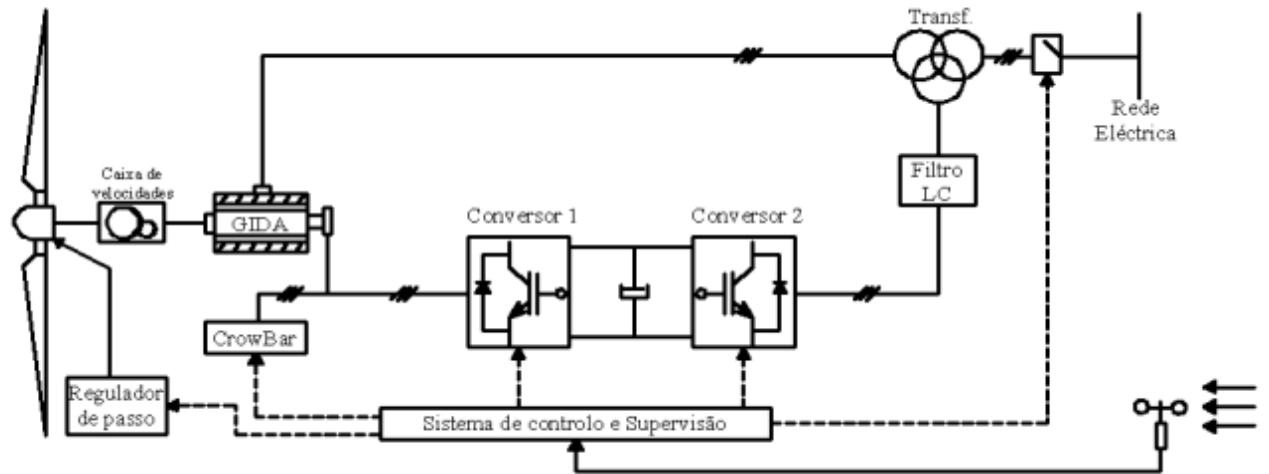 Transf.
Rede
Eléctrica
Filtro
LC
Caixa de
velocidades
GIDA
Conversor 1
Conversor 2
CrowBar
Regulador
de passo
Sistema de controlo e Supervisão